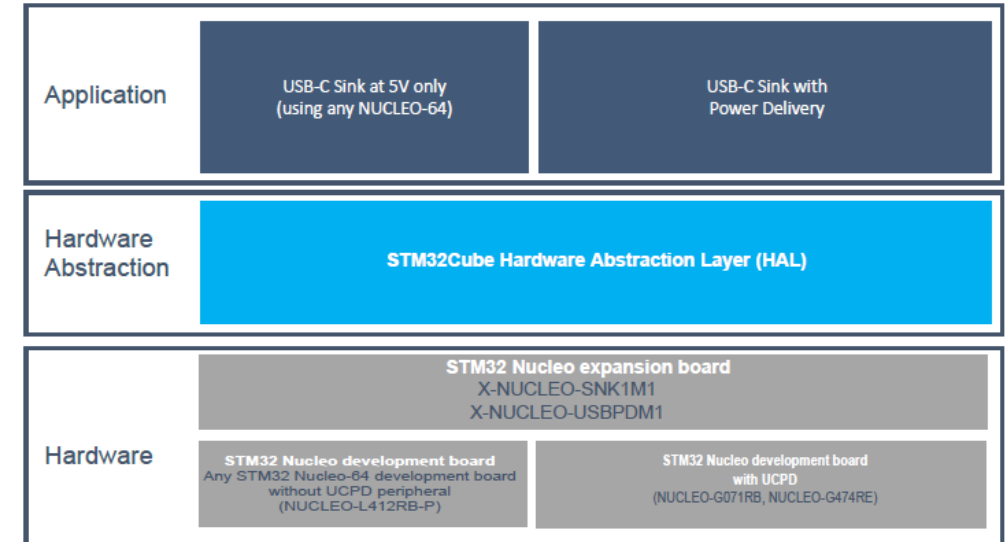 Application
USB-C Sink at 5V only
(using any NUCLEO-64)
USB-C Sink with
Power Delivery
Hardware
Abstraction
STM32Cube Hardware Abstraction Layer (HAL)
Hardware
STM32 Nucleo expansion board
X-NUCLEO-SNK1M1
X-NUCLEO-USBPDM1
STM32 Nucleo development board
Any STM32 Nucleo-64 development board
without UCPD peripheral
(NUCLEO-L412RB-P)
STM32 Nucleo development board
with UCPD
(NUCLEO-G071RB, NUCLEO-G474RE)